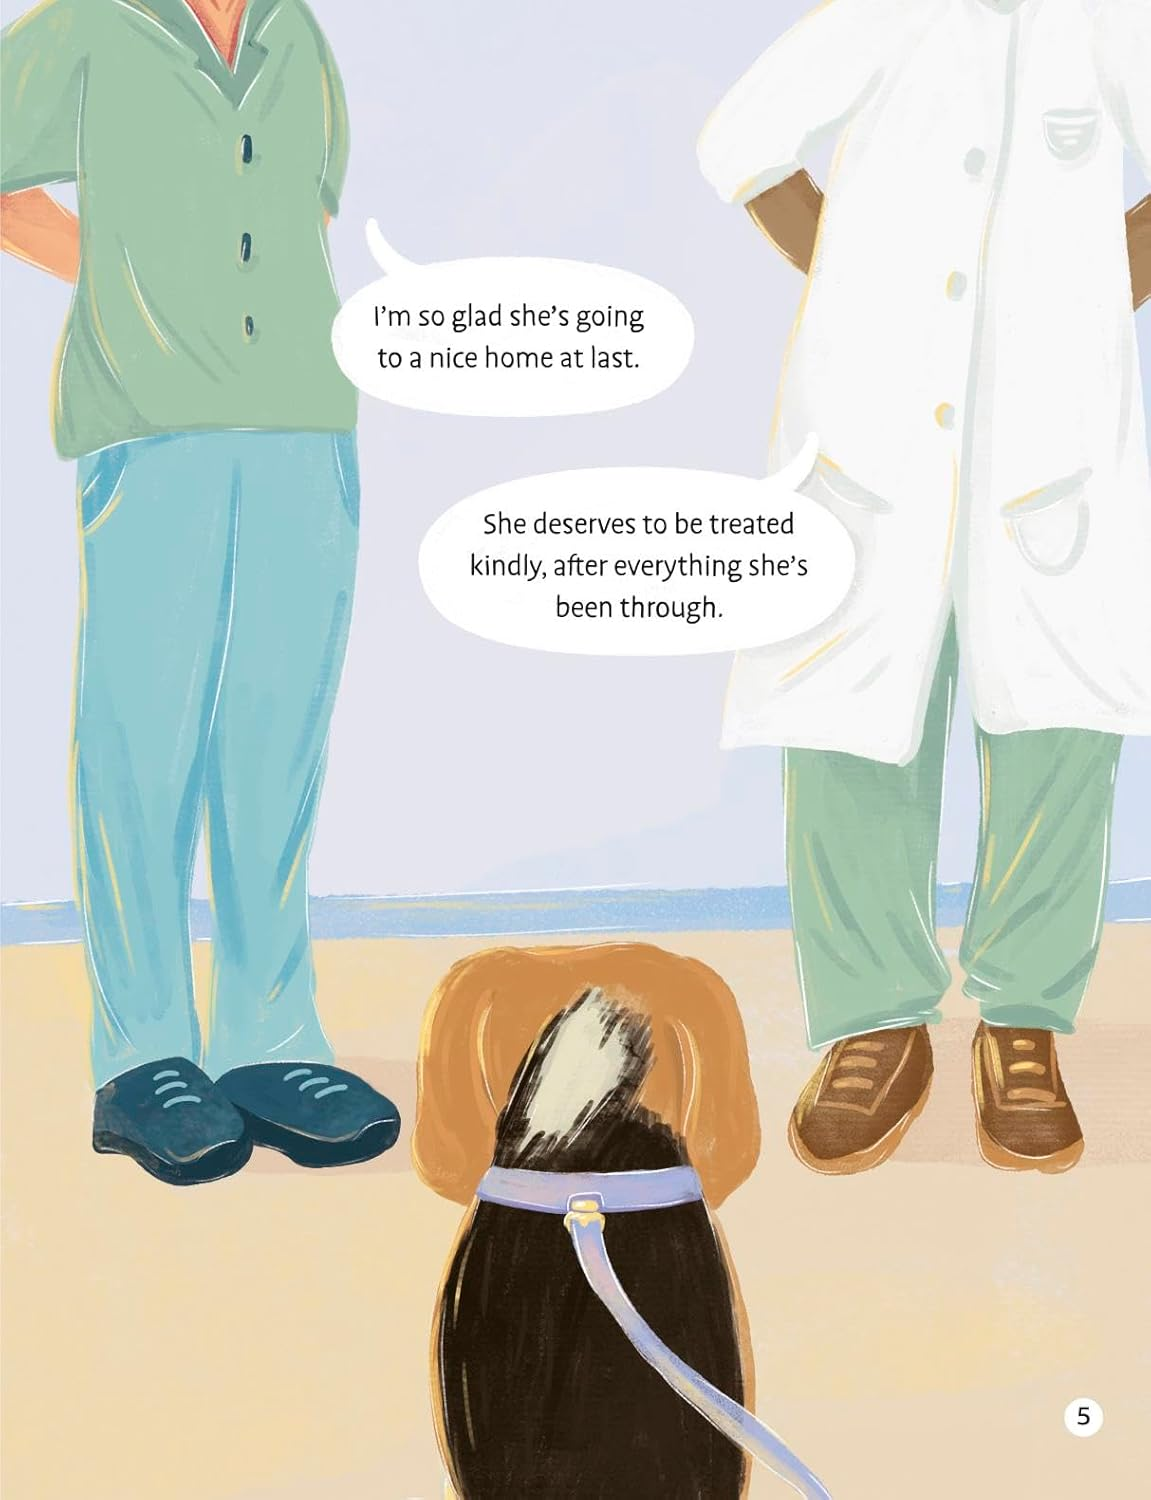 I'm so glad she's going
to a nice home at last.
She deserves to be treated
kindly, after everything she's
been through.
5